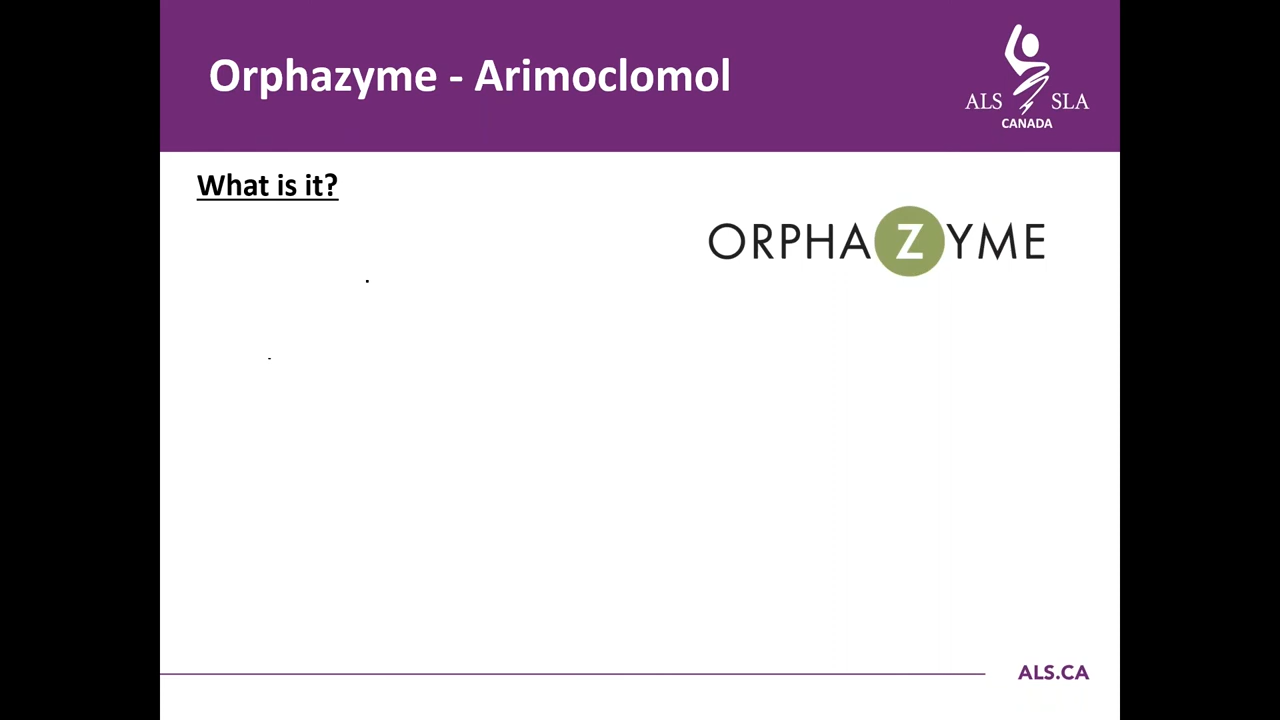 Orphazyme - Arimoclomol
ALS SLA
CANADA
What is it?
ORPHAZYME
ALS.CA